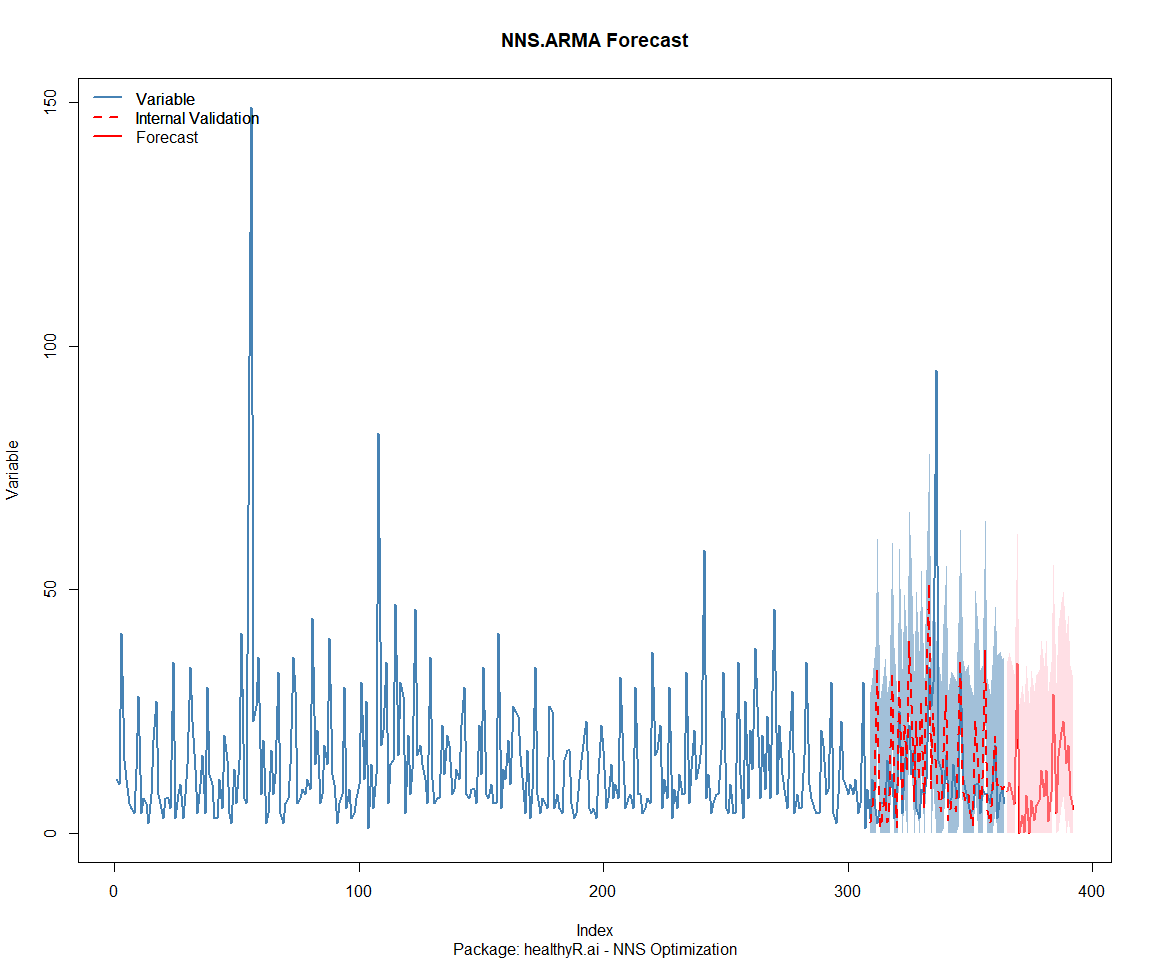 NNS.ARMA Forecast
Variable
Internal Validation
Forecast
150
100
50
0
Variable
0
100
200
300
400
Index
Package: healthyR.ai - NNS Optimization